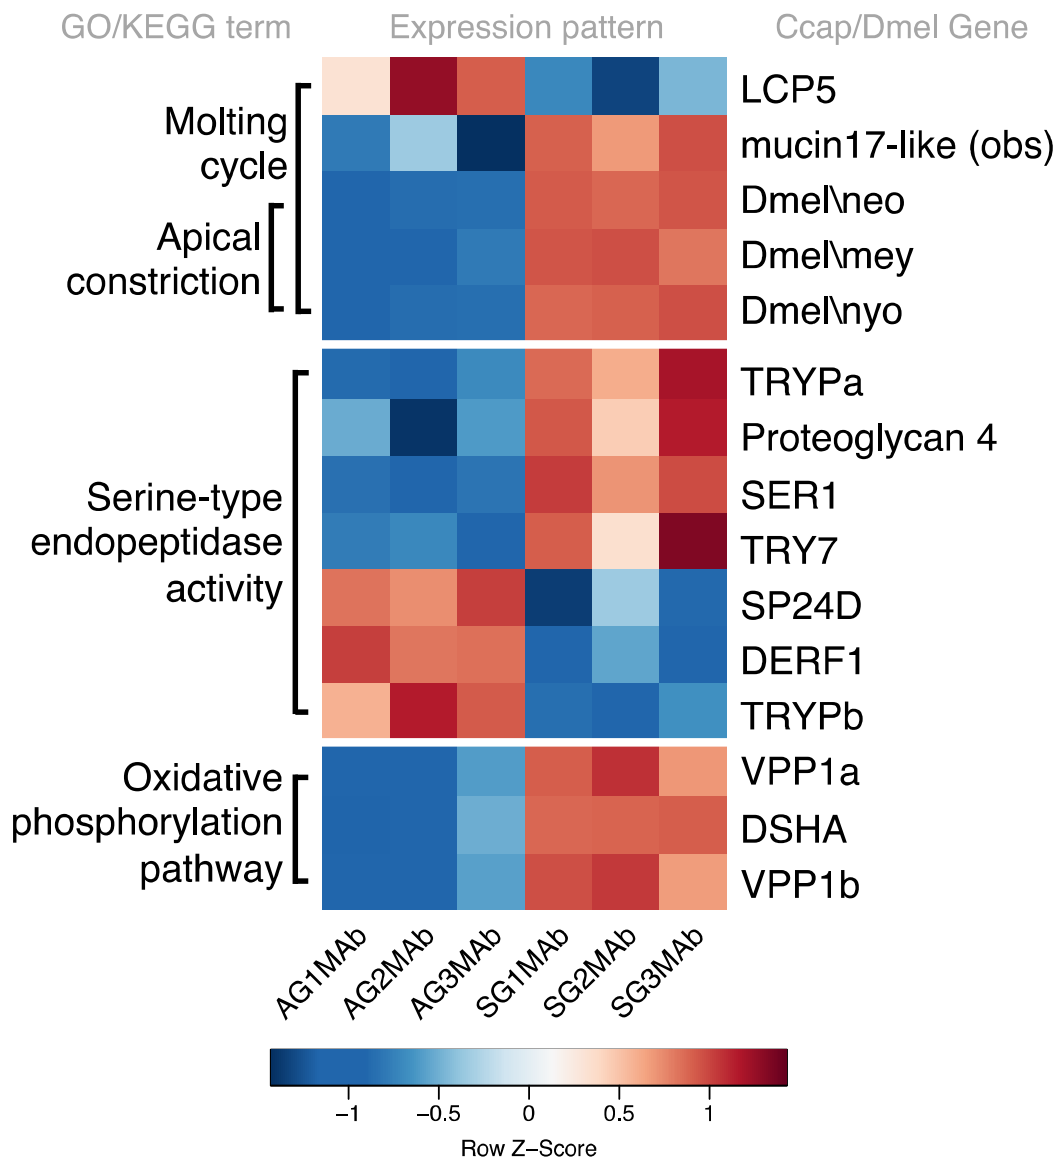 GO/KEGG term
Expression pattern
Ccap/Dmel Gene
Molting
cycle
Apical
constriction
LCP5
mucin17-like (obs)
Dmel\neo
Dmel\mey
Dmel\nyo
Serine-type
endopeptidase
activity
TRYPa
Proteoglycan 4
SER1
TRY7
SP24D
DERF1
TRYPb
Oxidative
phosphorylation
pathway
VPP1a
DSHA
VPP1b
AG1MAb
AG2MAb
AG3MAb
SG1MAb
SG2MAb
SG3MAb
−1
−0.5
0
0.5
1
Row Z−Score